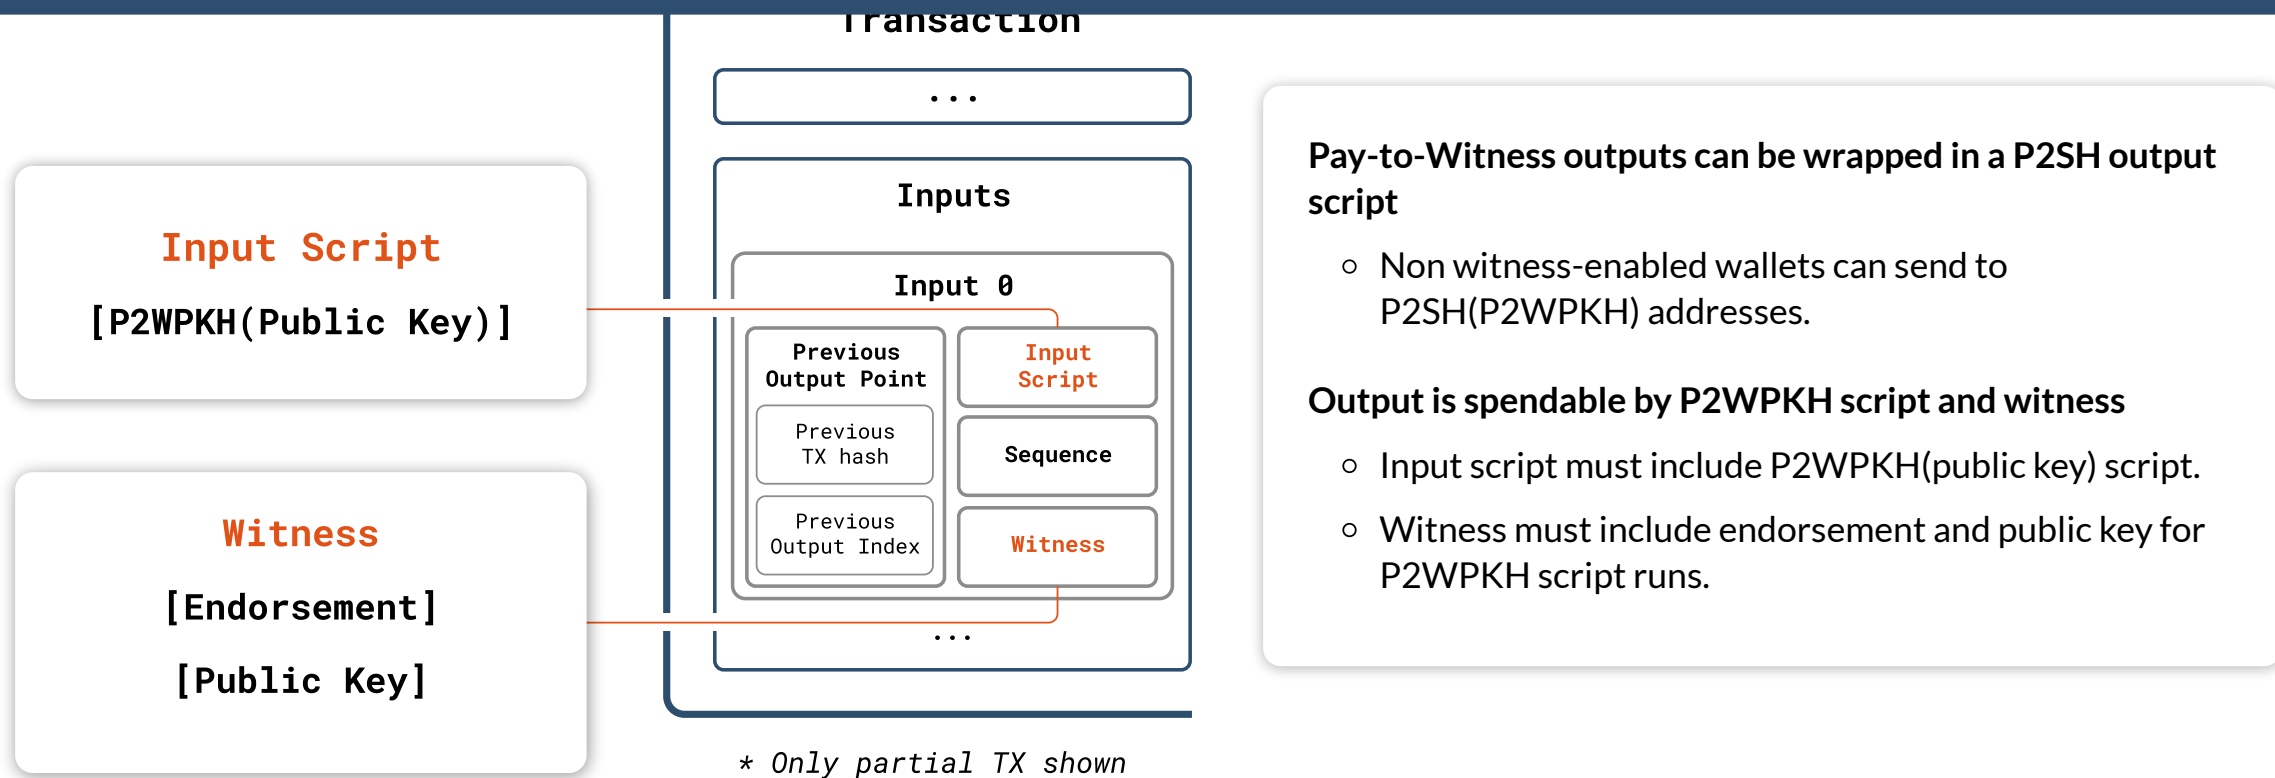 Transaction
...
Input Script
[P2WPKH(Public Key)]
Witness
[Endorsement]
[Public Key]
Inputs
Input 0
Previous
Output Point
Previous
TX hash
Previous
Output Index
Input
Script
Sequence
Witness
...
* Only partial TX shown
Pay-to-Witness outputs can be wrapped in a P2SH output
script
Non witness-enabled wallets can send to
P2SH(P2WPKH) addresses.
Output is spendable by P2WPKH script and witness
Input script must include P2WPKH(public key) script.
Witness must include endorsement and public key for
P2WPKH script runs.